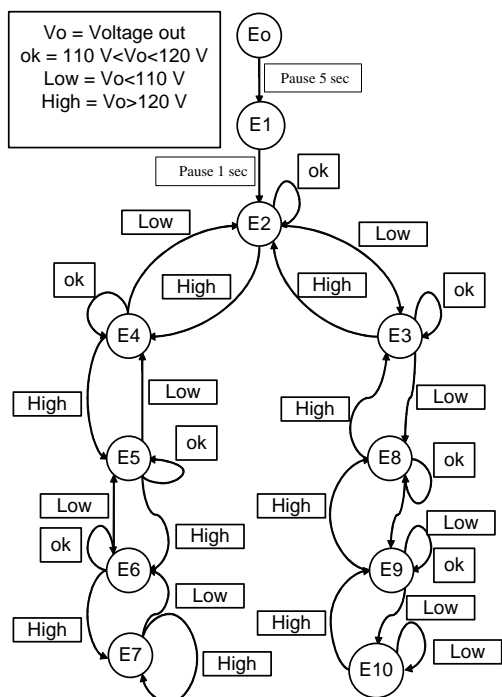 Vo = Voltage out
ok = 110 V<Vo<120 V
Low = Vo<110 V
High = Vo>120 V
Eo
Pause 5 sec
E1
Pause 1 sec
ok
E2
Low
Low
High
High
ok
ok
E4
E3
High
Low
High
Low
ok
E5
E8
ok
Low
High
High
Low
ok
ok
E6
E9
Low
Low
High
High
E7
Low
High
E10